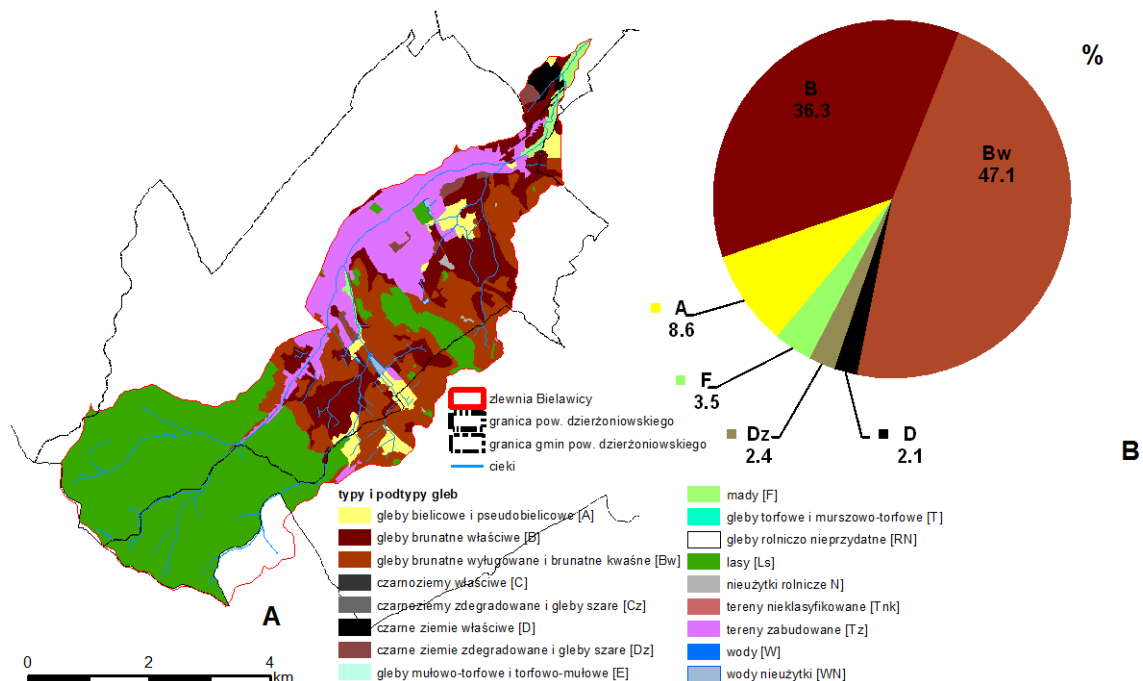 %
B
36.3
Bw
47.1
A
8.6
F
3.5
Dz
2.4
D
2.1
B
zlewnia Bielawicy
granica pow. dzierżoniowskiego
granica gmin pow. dzierżoniowskiego
cieki
typy i podtypy gleb
gleby bielicowe i pseudobielicowe [A]
gleby brunatne właściwe [B]
gleby brunatne wyługowane i brunatne kwaśne [Bw]
czarnoziemy właściwe [C]
czarnoziemy zdegradowane i gleby szare [Cz]
czarne ziemie właściwe [D]
czarne ziemie zdegradowane i gleby szare [Dz]
gleby mułowo-torfowe i torfowo-mułowe [E]
mady [F]
gleby torfowe i murszowo-torfowe [T]
gleby rolniczo nieprzydatne [RN]
lasy [Ls]
nieużytki rolnicze N]
tereny nieklasyfikowane [Tnk]
tereny zabudowane [Tz]
wody [W]
wody nieużytki [WN]
A
0 2 4
km